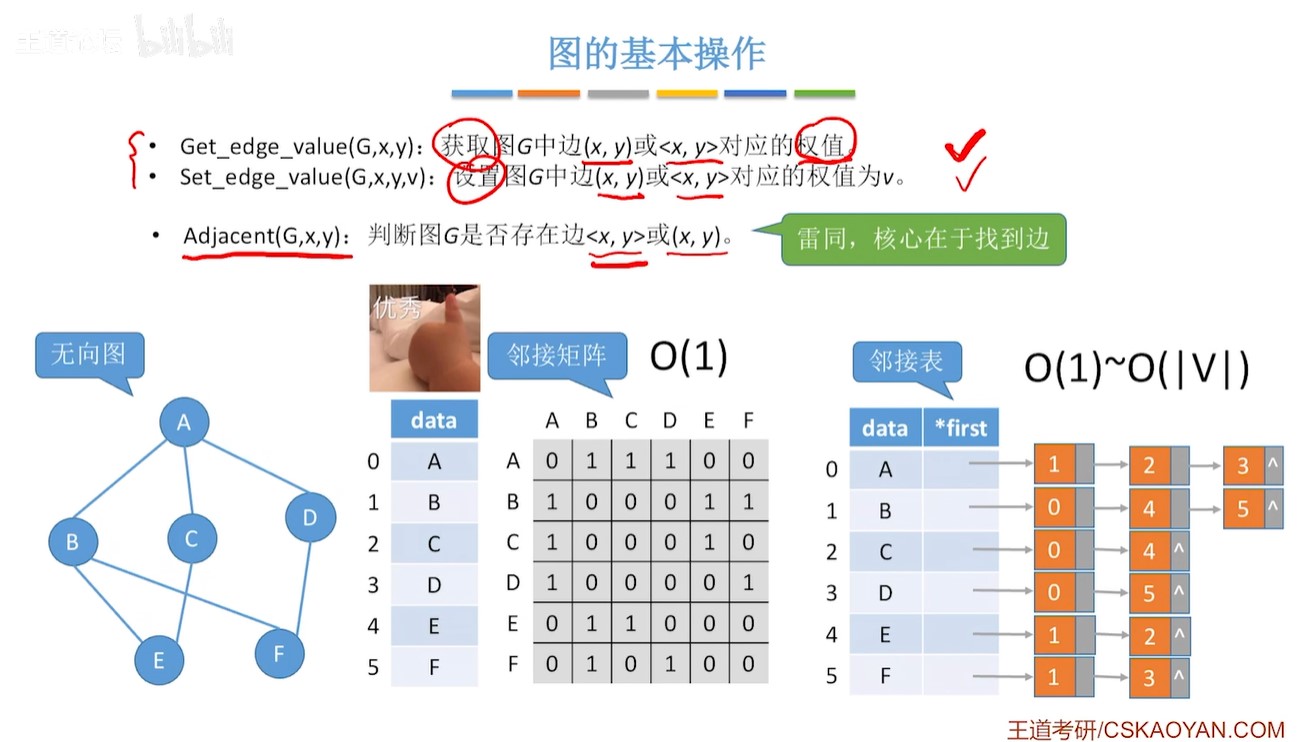 王道论坛 bilibili
图的基本操作
• Get_edge_value(G,x,y)：获取图G中边(x, y)或<x, y>对应的权值。
• Set_edge_value(G,x,y,v)：设置图G中边(x, y)或<x, y>对应的权值为v。
• Adjacent(G,x,y)：判断图G是否存在边<x, y>或(x, y)。
雷同，核心在于找到边
无向图
A
B
C
D
E
F
优秀
邻接矩阵
O(1)
data
0 A
1 B
2 C
3 D
4 E
5 F
A B C D E F
A 0 1 1 1 0 0
B 1 0 0 0 1 1
C 1 0 0 0 1 0
D 1 0 0 0 0 1
E 0 1 1 0 0 0
F 0 1 0 1 0 0
邻接表
O(1)~O(|V|)
data *first
0 A 1 2 3 ^
1 B 0 4 5 ^
2 C 0 4 ^
3 D 0 5 ^
4 E 1 2 ^
5 F 1 3 ^
王道考研/CSKAOYAN.COM